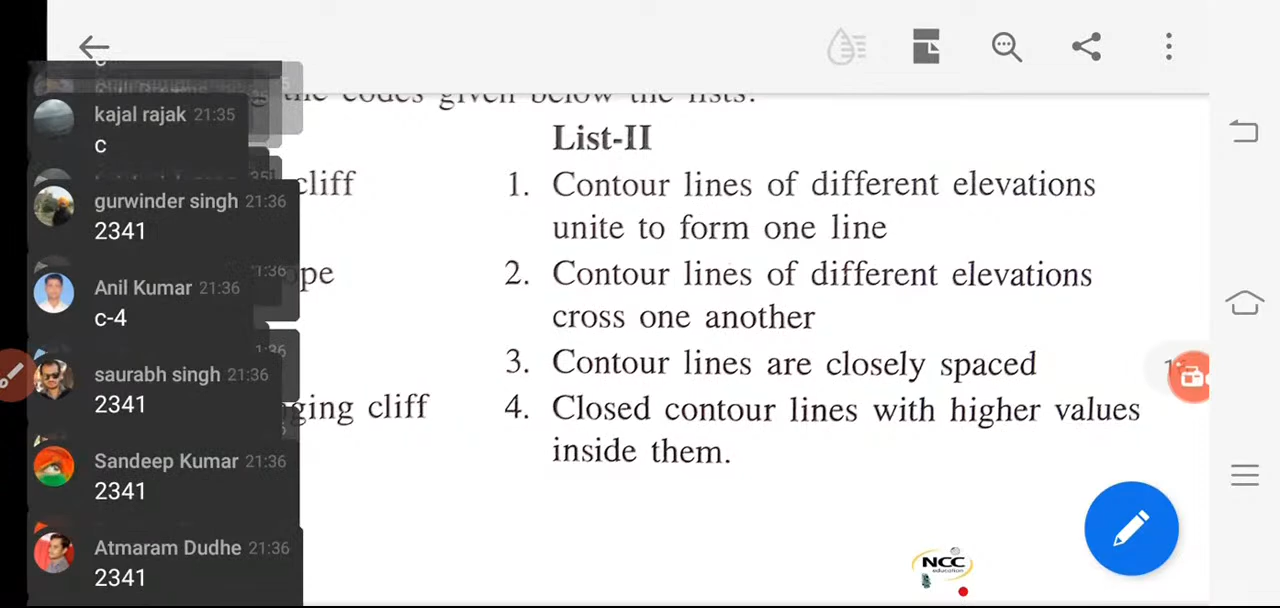 the codes given below the lists:
kajal rajak 21:35
c
List-II
gurwinder singh 21:36
2341
cliff
1. Contour lines of different elevations
unite to form one line
Anil Kumar 21:36
c-4
ope
2. Contour lines of different elevations
cross one another
saurabh singh 21:36
2341
3. Contour lines are closely spaced
ging cliff
4. Closed contour lines with higher values
inside them.
Sandeep Kumar 21:36
2341
Atmaram Dudhe 21:36
2341
NCC
education